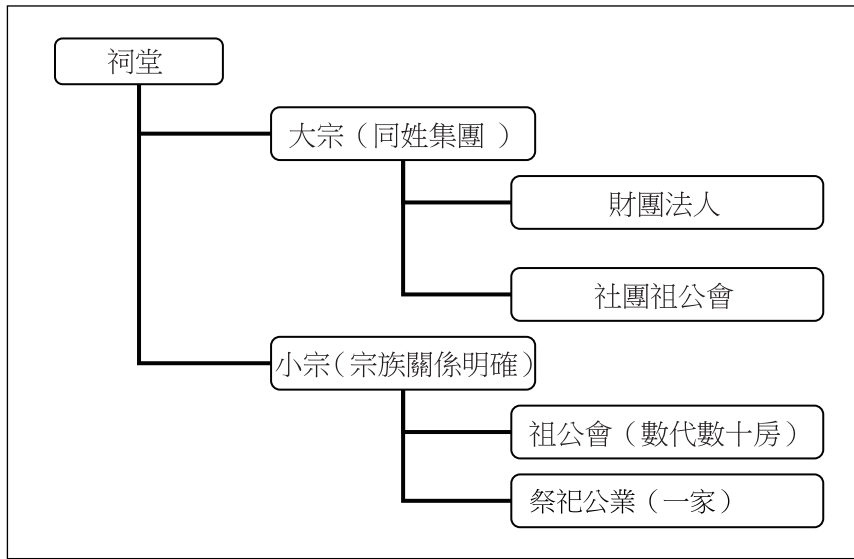 祠堂
大宗（同姓集團 ）
財團法人
社團祖公會
小宗（宗族關係明確）
祖公會（數代數十房）
祭祀公業（一家）